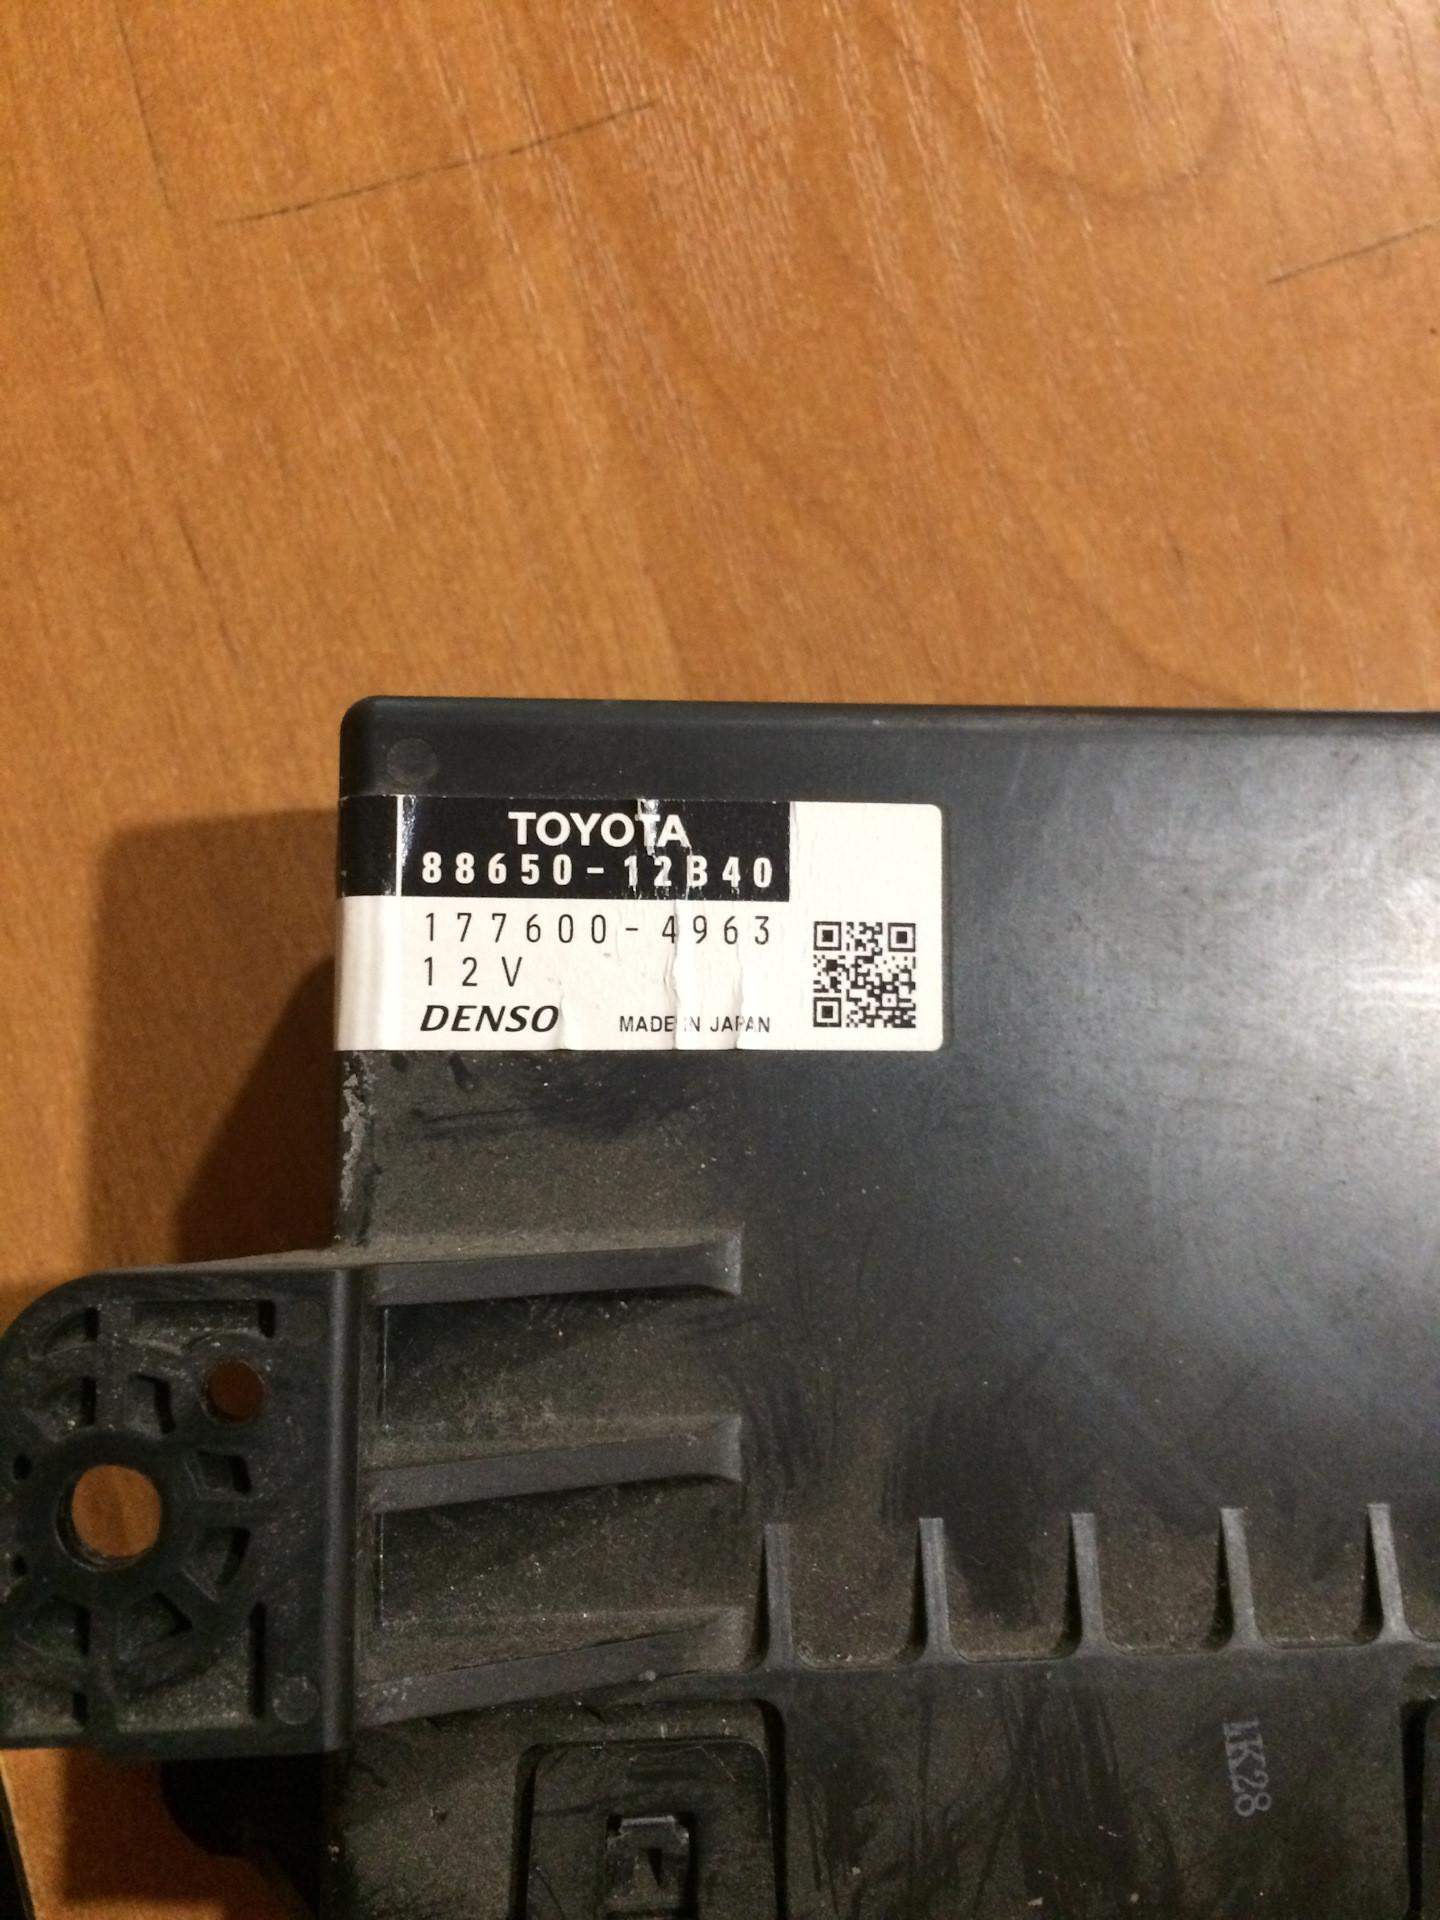 TOYOTA
88650-12B40
177600-4963
12V
DENSO MADE IN JAPAN
1K28